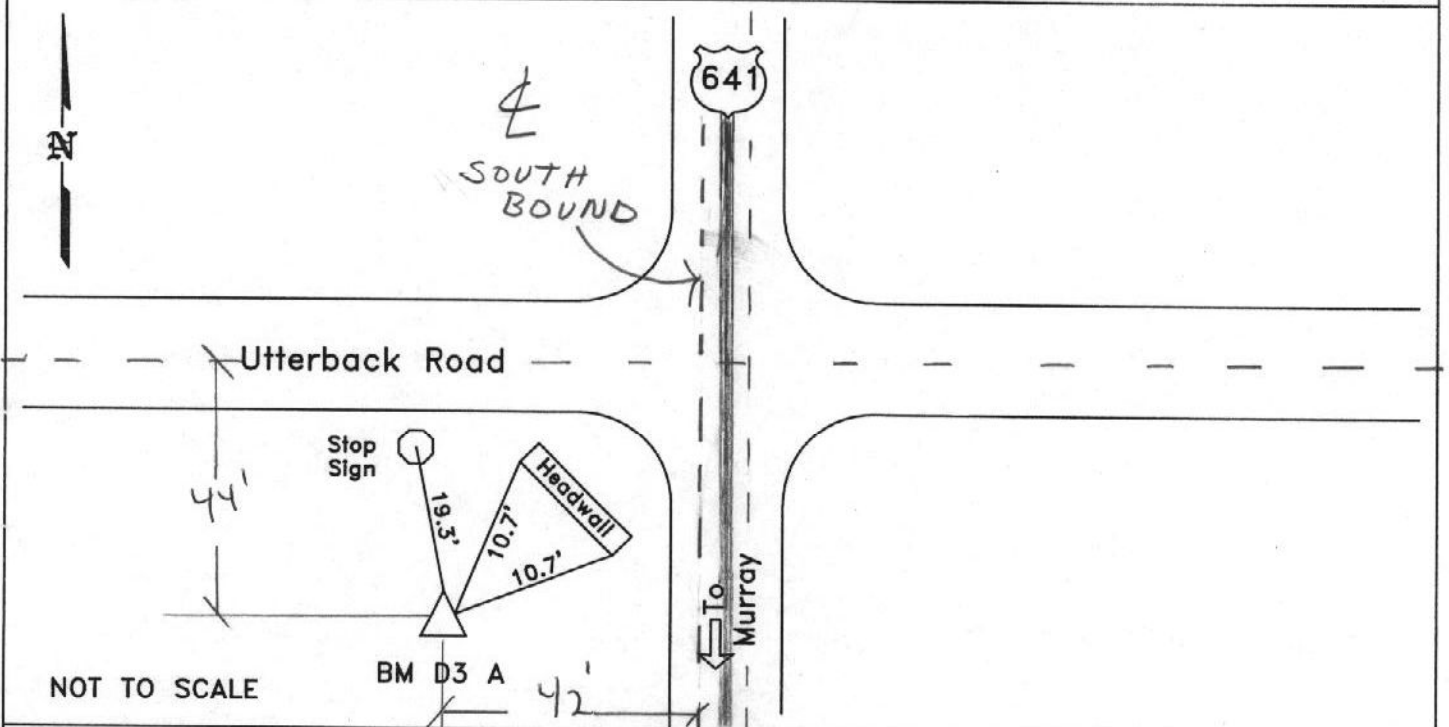 641
N
℄
SOUTH
BOUND
Utterback Road
Stop
Sign
44'
19.3'
10.7'
10.7'
Headwall
To
Murray
BM D3 A
42'
NOT TO SCALE